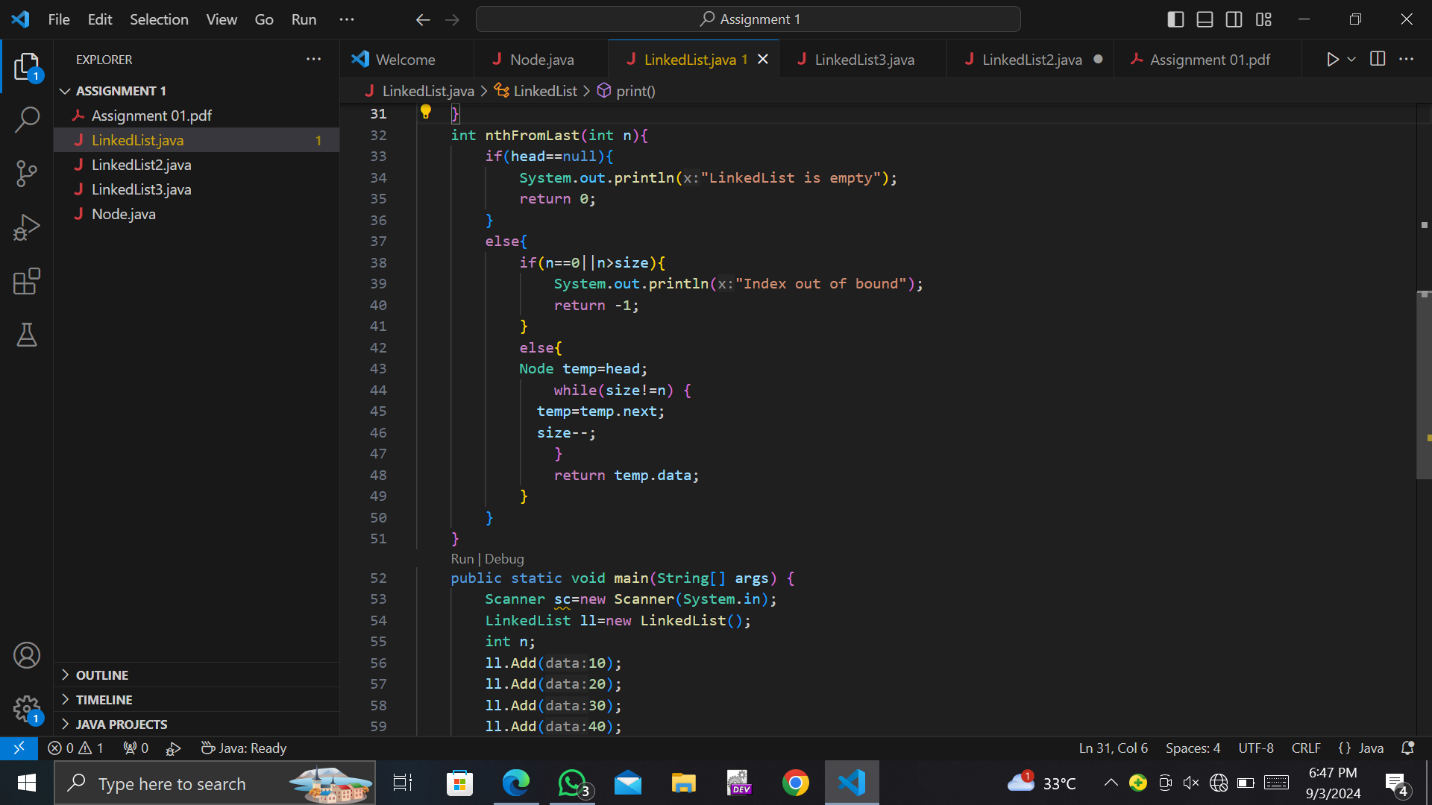 File Edit Selection View Go Run ··· Assignment 1
EXPLORER ···
ASSIGNMENT 1
Assignment 01.pdf
LinkedList.java 1
LinkedList2.java
LinkedList3.java
Node.java
OUTLINE
TIMELINE
JAVA PROJECTS
Welcome Node.java LinkedList.java 1 LinkedList3.java LinkedList2.java Assignment 01.pdf
LinkedList.java > LinkedList > print()
31 }
32 int nthFromLast(int n){
33 if(head==null){
34 System.out.println(x:"LinkedList is empty");
35 return 0;
36 }
37 else{
38 if(n==0||n>size){
39 System.out.println(x:"Index out of bound");
40 return -1;
41 }
42 else{
43 Node temp=head;
44 while(size!=n) {
45 temp=temp.next;
46 size--;
47 }
48 return temp.data;
49 }
50 }
51 }
Run | Debug
52 public static void main(String[] args) {
53 Scanner sc=new Scanner(System.in);
54 LinkedList ll=new LinkedList();
55 int n;
56 ll.Add(data:10);
57 ll.Add(data:20);
58 ll.Add(data:30);
59 ll.Add(data:40);
1
1
0 1 0 Java: Ready Ln 31, Col 6 Spaces: 4 UTF-8 CRLF {} Java
Type here to search 3 DEV 1 33°C 6:47 PM
9/3/2024 4